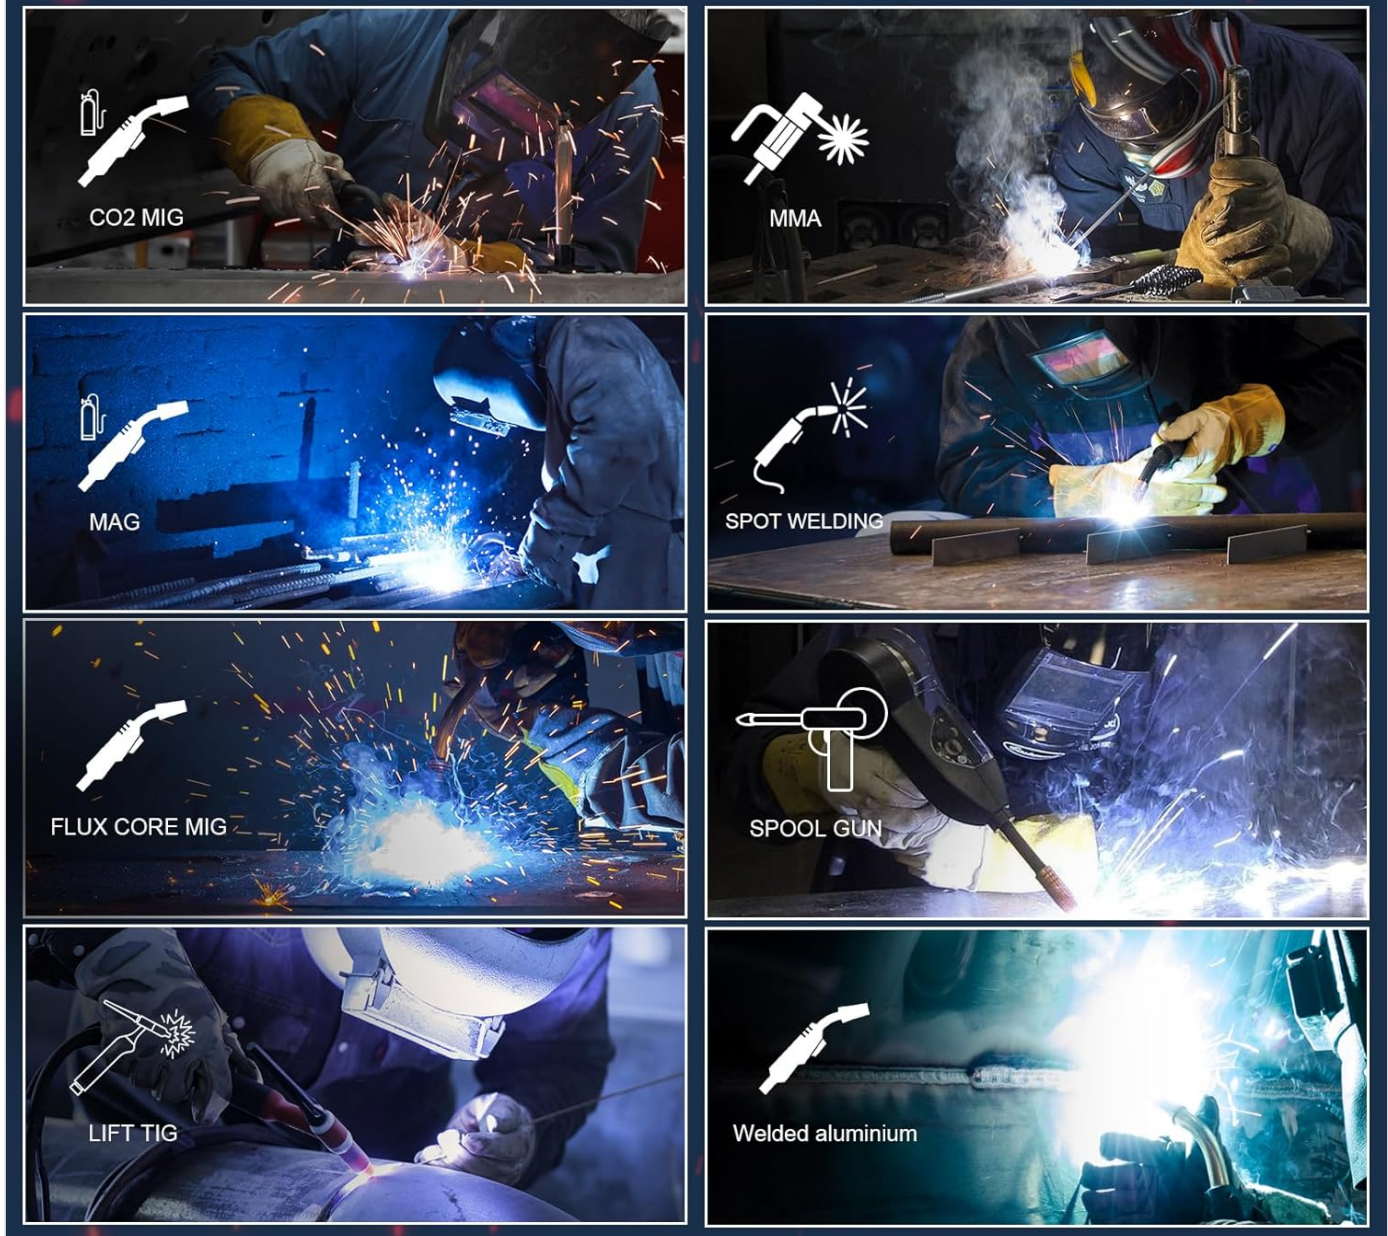 CO2 MIG
MMA
MAG
SPOT WELDING
FLUX CORE MIG
SPOOL GUN
LIFT TIG
Welded aluminium